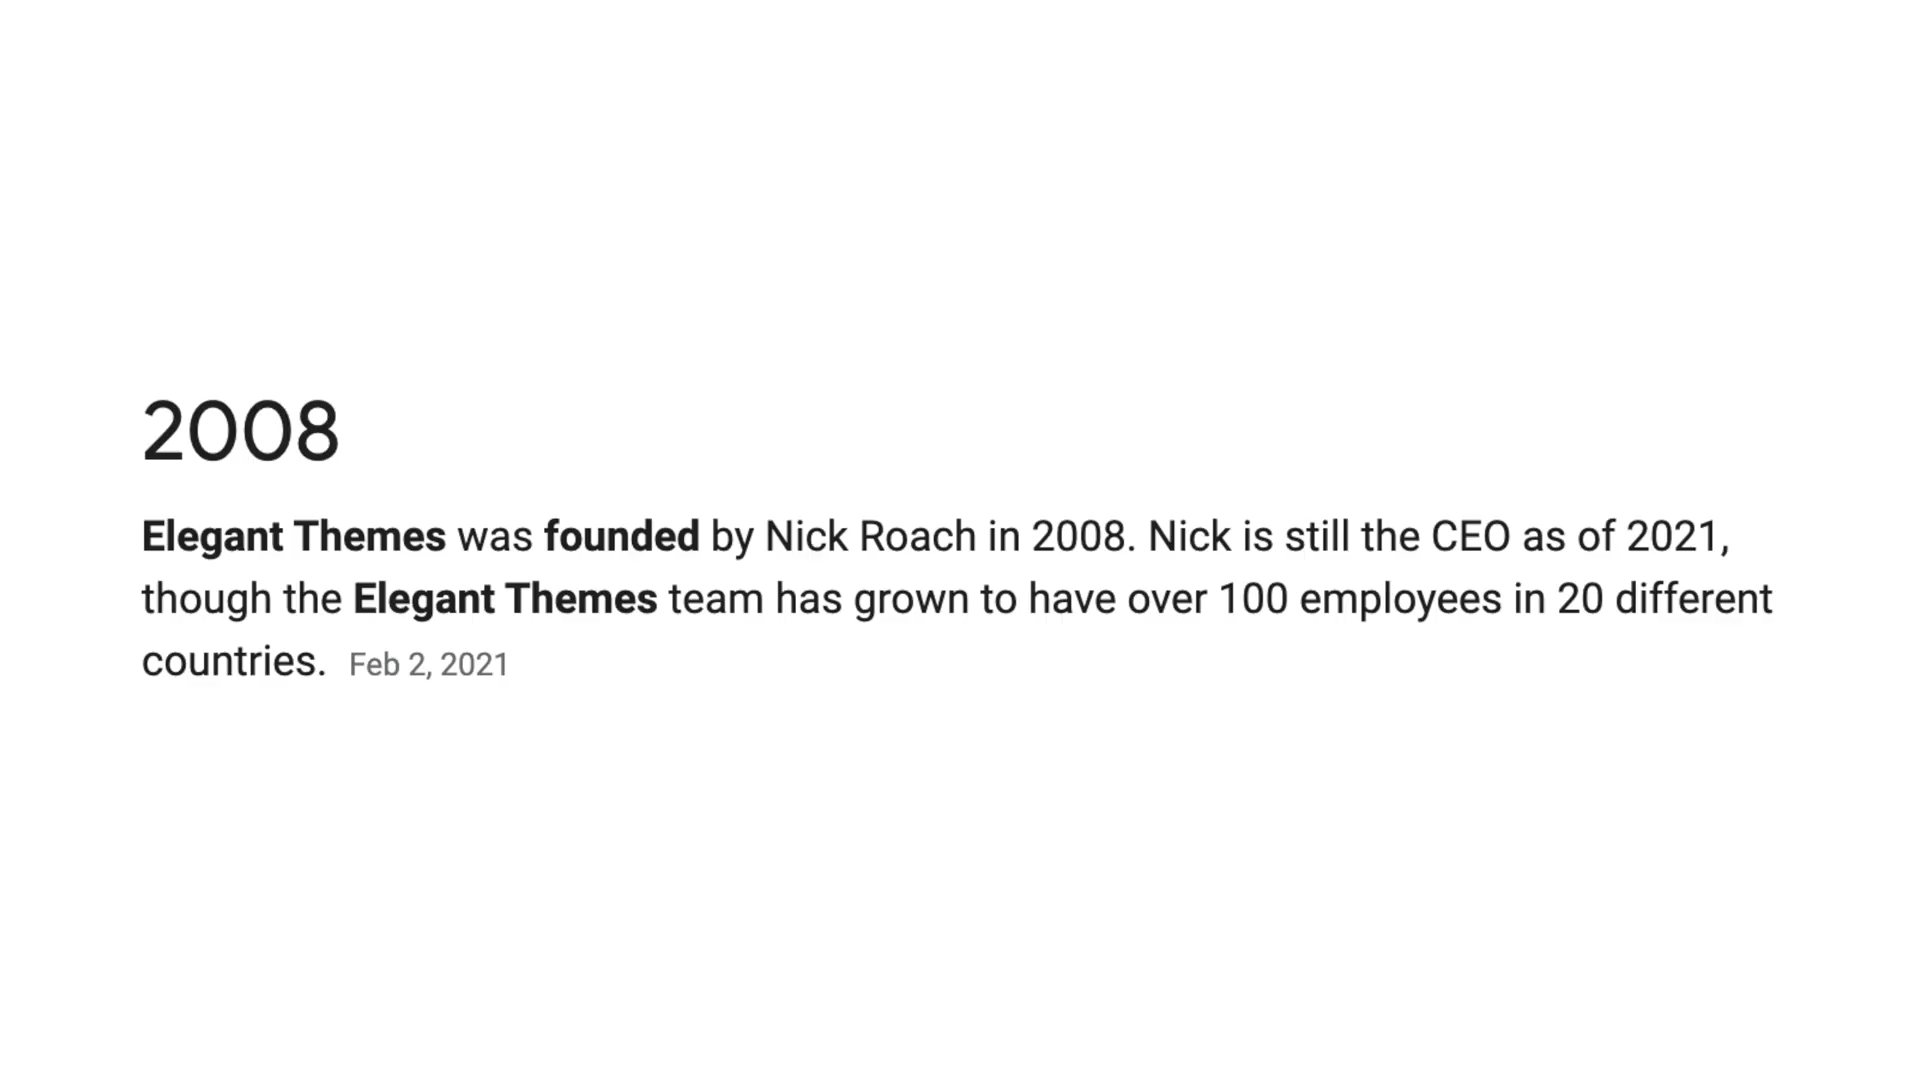 2008
Elegant Themes was founded by Nick Roach in 2008. Nick is still the CEO as of 2021,
though the Elegant Themes team has grown to have over 100 employees in 20 different
countries. Feb 2, 2021